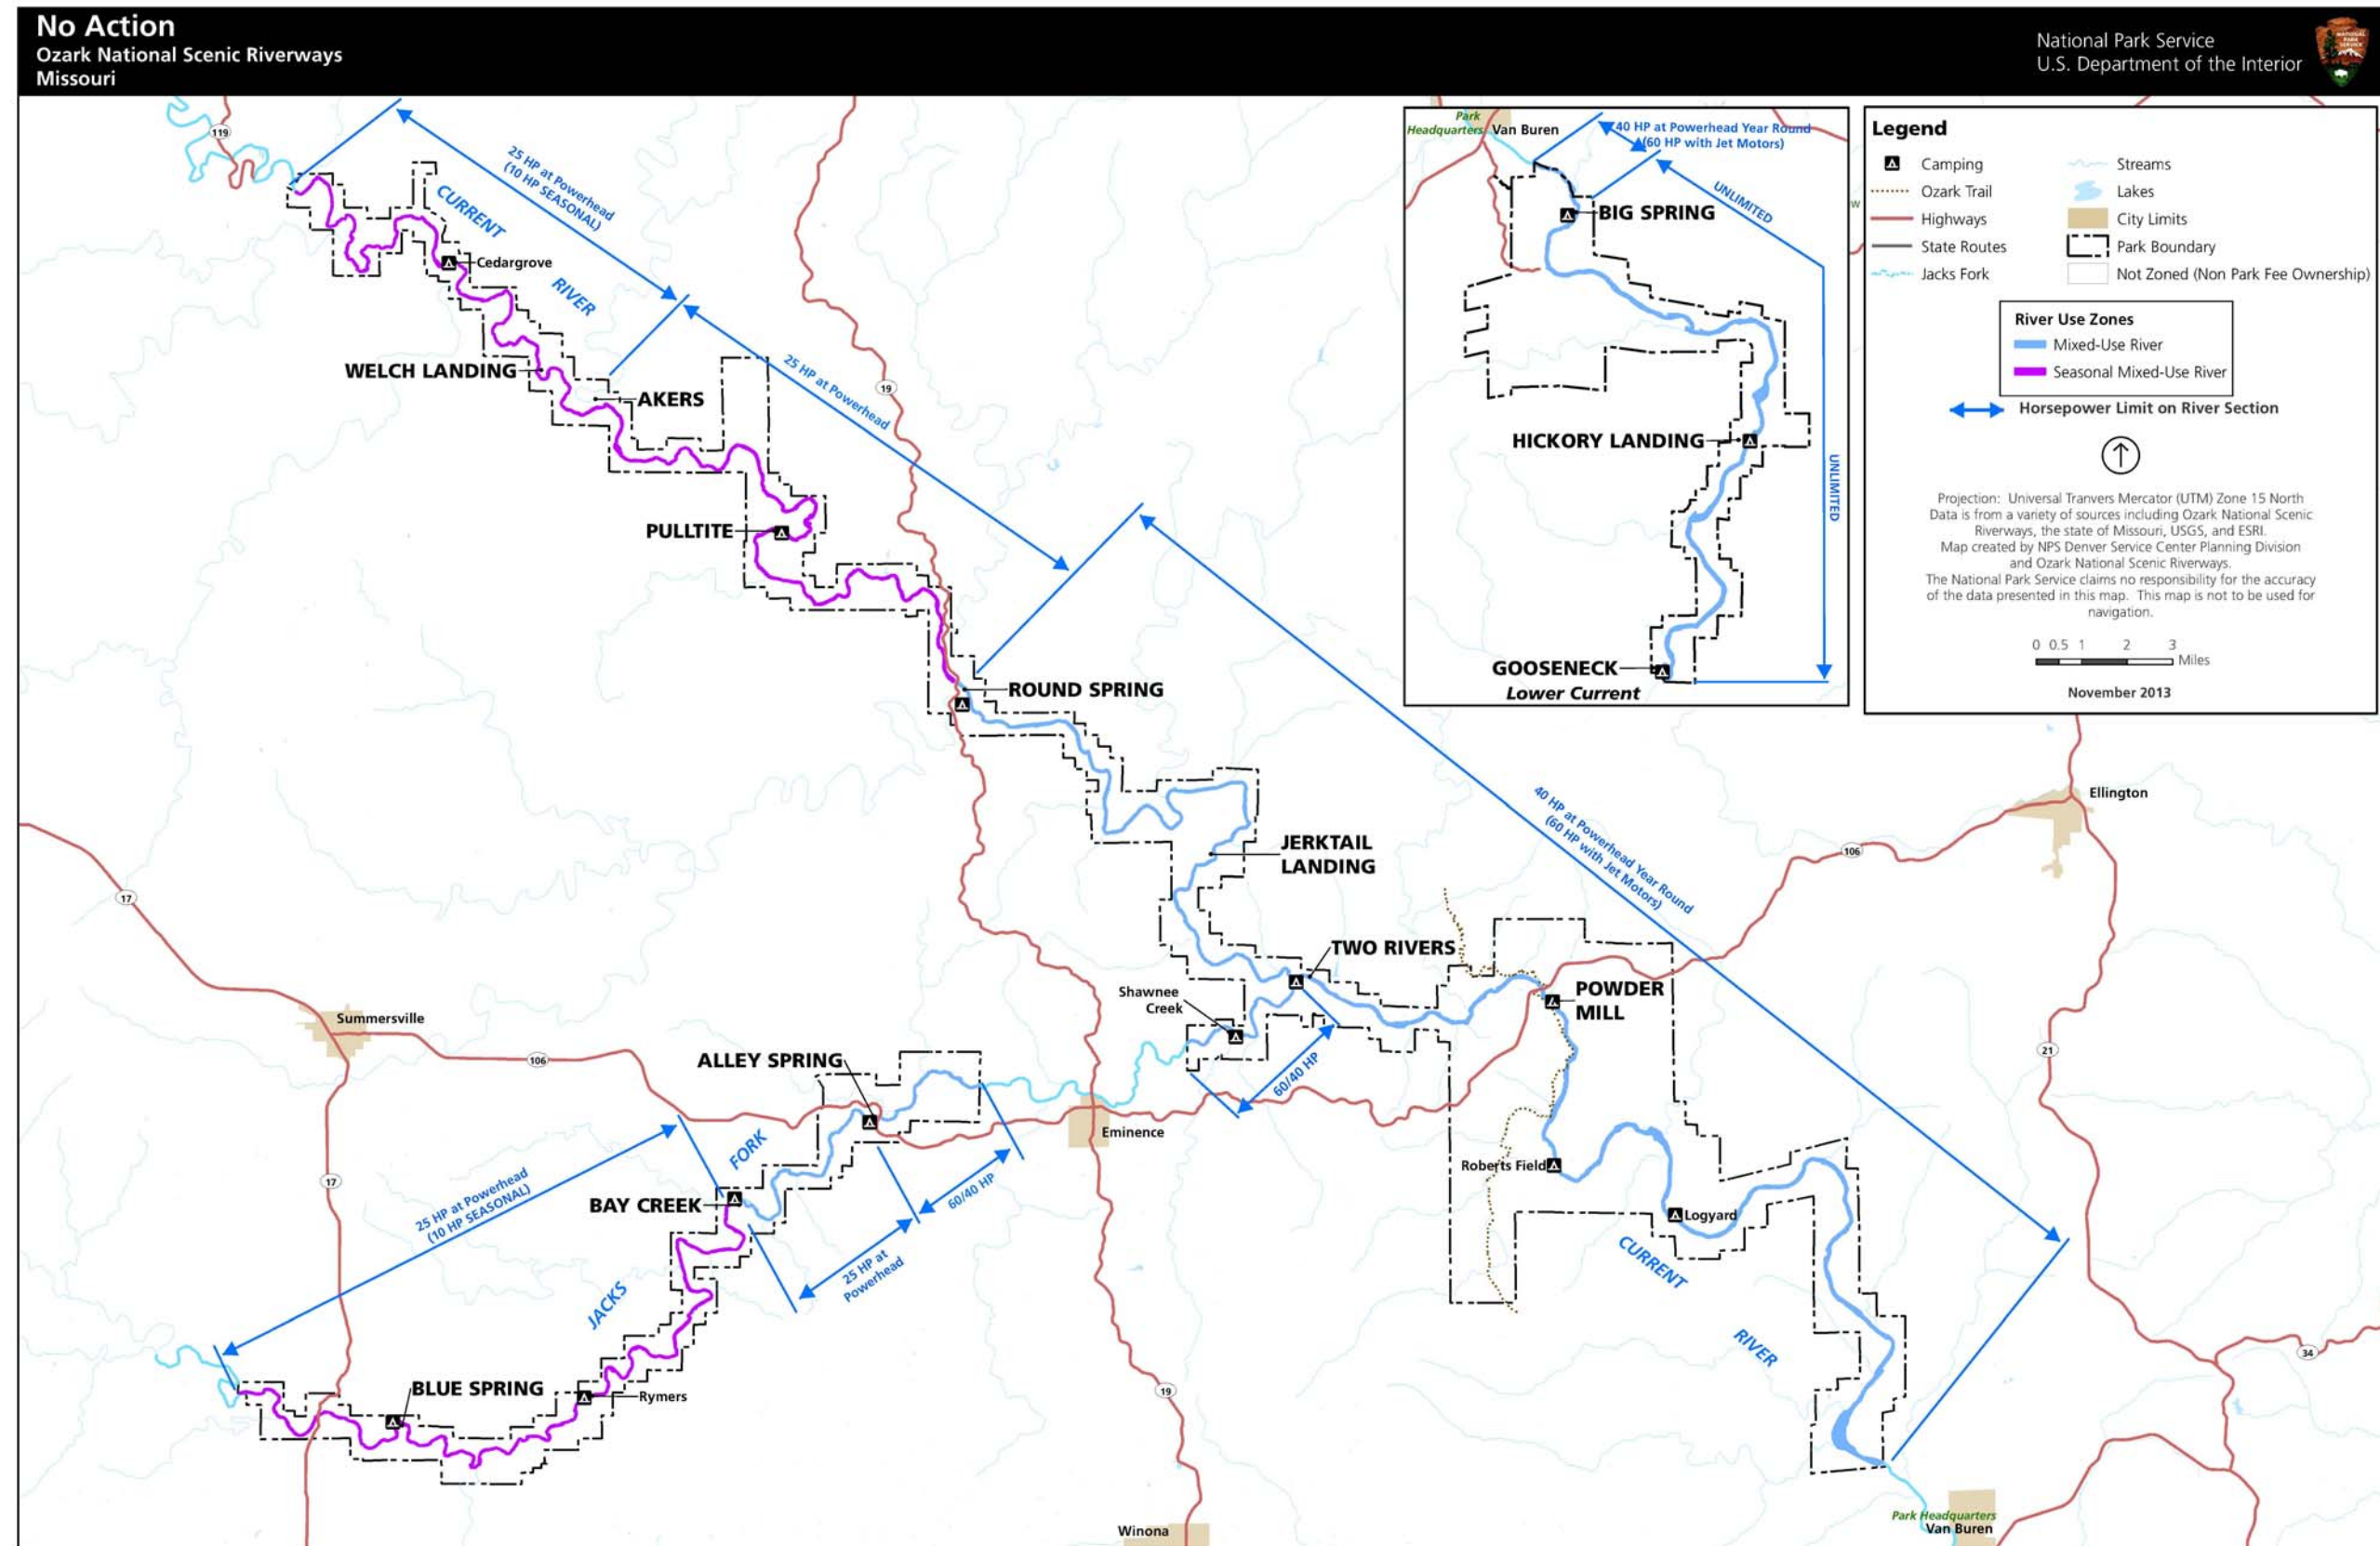 No Action
Ozark National Scenic Riverways
Missouri
National Park Service
U.S. Department of the Interior
NATIONAL
PARK
SERVICE
119
25 HP at Powerhead
(10 HP SEASONAL)
CURRENT
RIVER
Cedargrove
WELCH LANDING
AKERS
25 HP at Powerhead
19
PULLTITE
ROUND SPRING
JERKTAIL
LANDING
40 HP at Powerhead Year Round
(60 HP with Jet Motors)
TWO RIVERS
Shawnee
Creek
POWDER
MILL
60/40 HP
106
Ellington
21
17
Summersville
106
ALLEY SPRING
Eminence
Roberts Field
Logyard
CURRENT
RIVER
25 HP at Powerhead
(10 HP SEASONAL)
17
FORK
BAY CREEK
60/40 HP
25 HP at
Powerhead
JACKS
BLUE SPRING
Rymers
19
34
Winona
Park Headquarters
Van Buren
Park
Headquarters
Van Buren
40 HP at Powerhead Year Round
(60 HP with Jet Motors)
UNLIMITED
BIG SPRING
HICKORY LANDING
UNLIMITED
GOOSENECK
Lower Current
W
Legend
Camping
Ozark Trail
Highways
State Routes
Jacks Fork
Streams
Lakes
City Limits
Park Boundary
Not Zoned (Non Park Fee Ownership)
River Use Zones
Mixed-Use River
Seasonal Mixed-Use River
Horsepower Limit on River Section
Projection: Universal Tranvers Mercator (UTM) Zone 15 North
Data is from a variety of sources including Ozark National Scenic
Riverways, the state of Missouri, USGS, and ESRI.
Map created by NPS Denver Service Center Planning Division
and Ozark National Scenic Riverways.
The National Park Service claims no responsibility for the accuracy
of the data presented in this map. This map is not to be used for
navigation.
0 0.5 1 2 3
Miles
November 2013